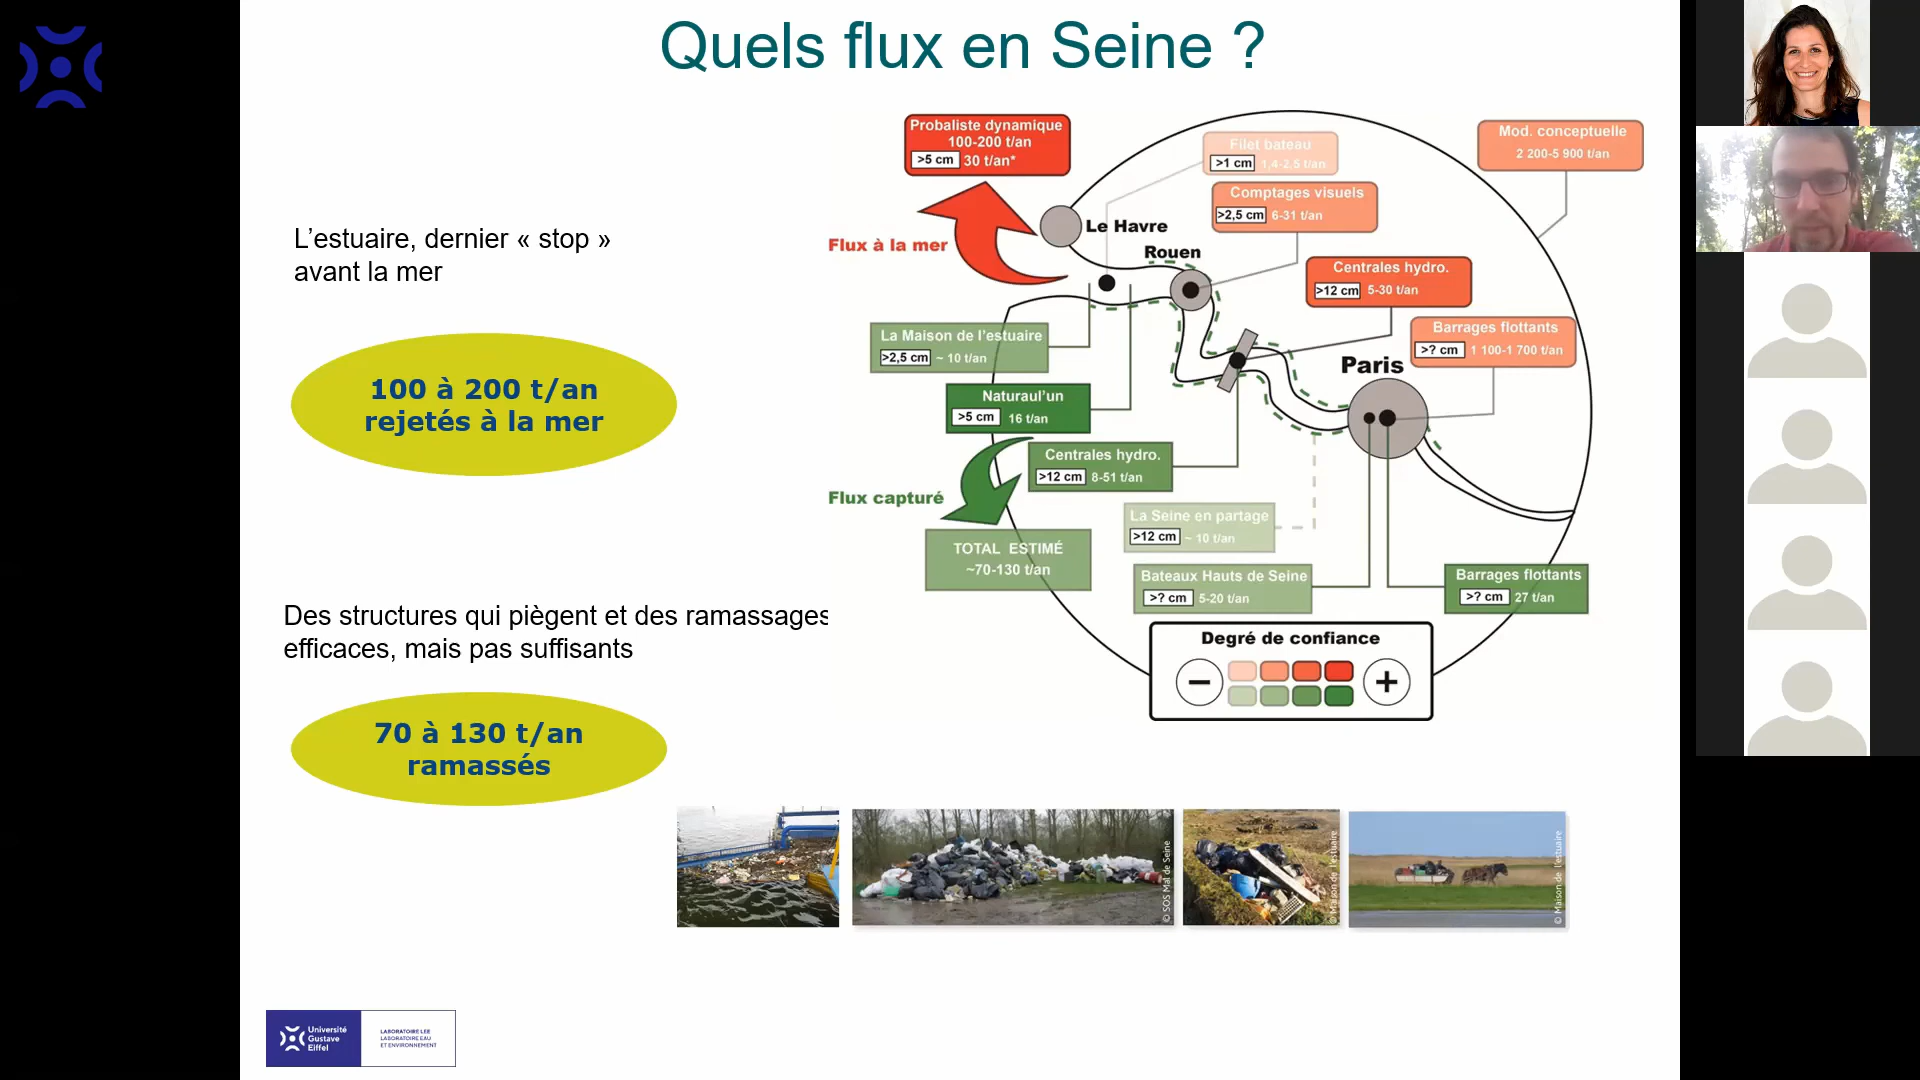 Quels flux en Seine ?
L'estuaire, dernier « stop »
avant la mer
100 à 200 t/an
rejetés à la mer
Des structures qui piègent et des ramassages
efficaces, mais pas suffisants
70 à 130 t/an
ramassés
Probaliste dynamique
100-200 t/an
>5 cm 30 t/an*
Flux à la mer
Filet bateau
>1 cm 1,4-2,5 t/an
Mod. conceptuelle
2 200-5 900 t/an
Comptages visuels
>2,5 cm 6-31 t/an
Le Havre
Rouen
Centrales hydro.
>12 cm 5-30 t/an
Barrages flottants
>? cm 1 100-1 700 t/an
Paris
La Maison de l'estuaire
>2,5 cm ~ 10 t/an
Naturaul'un
>5 cm 16 t/an
Centrales hydro.
>12 cm 8-51 t/an
Flux capturé
TOTAL ESTIMÉ
~70-130 t/an
La Seine en partage
>12 cm ~ 10 t/an
Bateaux Hauts de Seine
>? cm 5-20 t/an
Barrages flottants
>? cm 27 t/an
Degré de confiance
− +
© SOS Mal de Seine
© Maison de l'estuaire
© Maison de l'estuaire
Université
Gustave
Eiffel
LABORATOIRE LEE
LABORATOIRE EAU
ET ENVIRONNEMENT